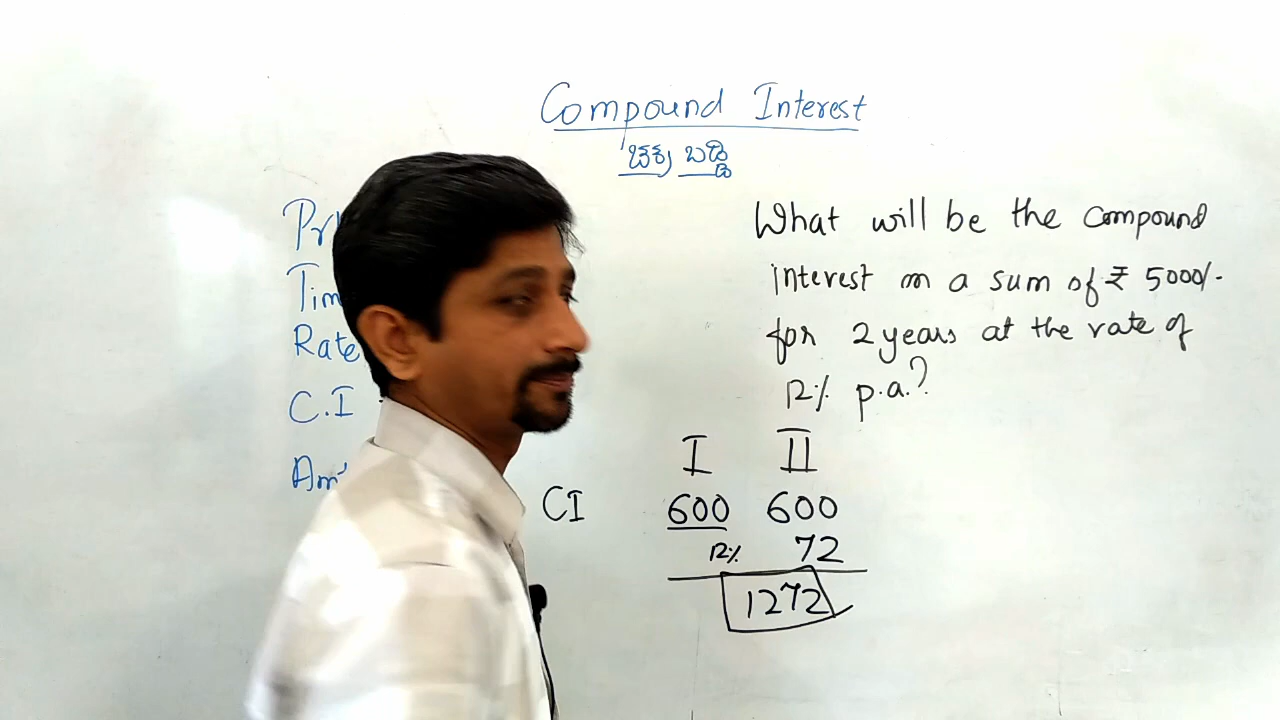 Compound Interest
ಚಕ್ರ ಬಡ್ಡಿ
What will be the compound
interest on a sum of ₹ 5000/-
for 2 years at the rate of
12% p.a.?
Rate
C.I
I II
CI 600 600
12% 72
1272